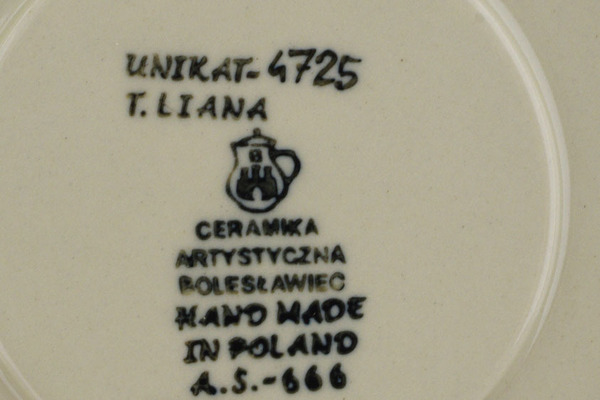 UNIKAT-4725
T. LIANA
CERAMIKA
ARTYSTYCZNA
BOLESŁAWIEC
HAND MADE
IN POLAND
A.S.-666